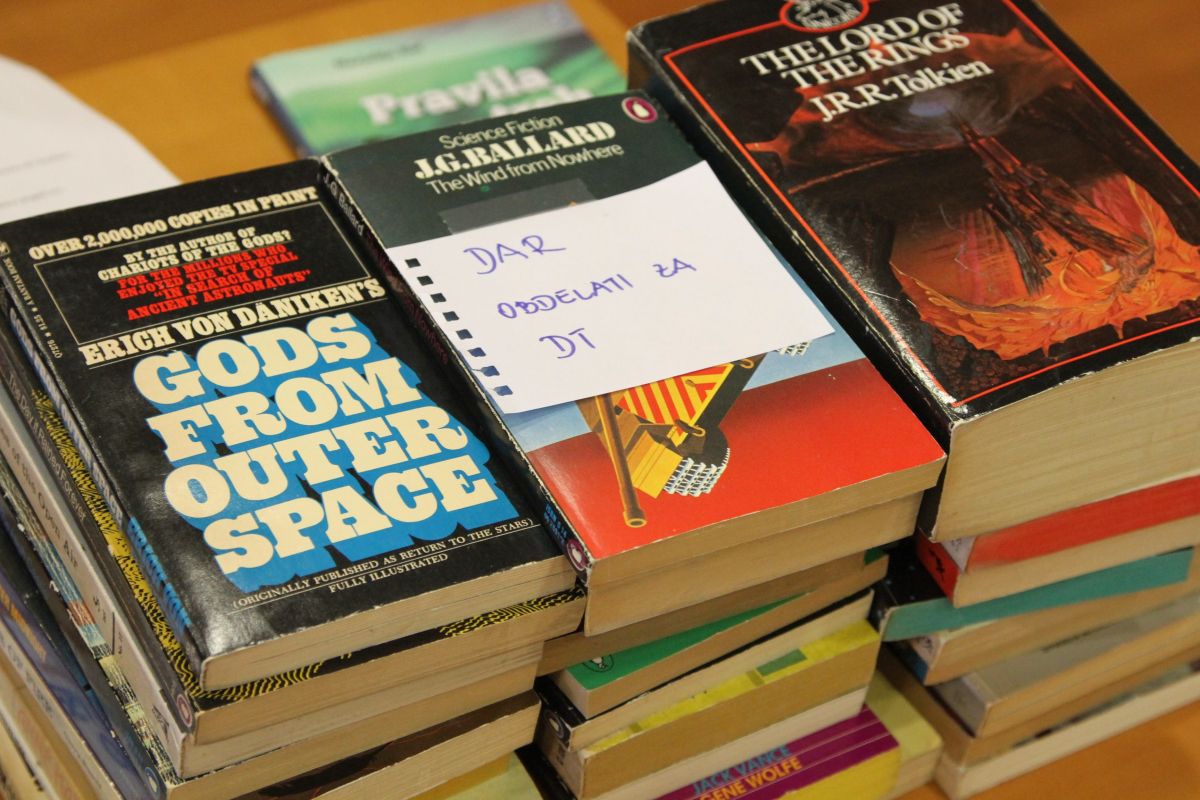 Pravila
OVER 2,000,000 COPIES IN PRINT
BY THE AUTHOR OF
CHARIOTS OF THE GODS?
FOR THE MILLIONS WHO
ENJOYED THE TV SPECIAL
"IN SEARCH OF
ANCIENT ASTRONAUTS"
ERICH VON DÄNIKEN'S
GODS
FROM
OUTER
SPACE
(ORIGINALLY PUBLISHED AS RETURN TO THE STARS)
FULLY ILLUSTRATED
Science Fiction
J.G. BALLARD
The Wind from Nowhere
J.G. Ballard
DAR
OBDELATI ZA
DT
THE LORD OF
THE RINGS
J.R.R. Tolkien
JACK VANCE
GENE WOLFE